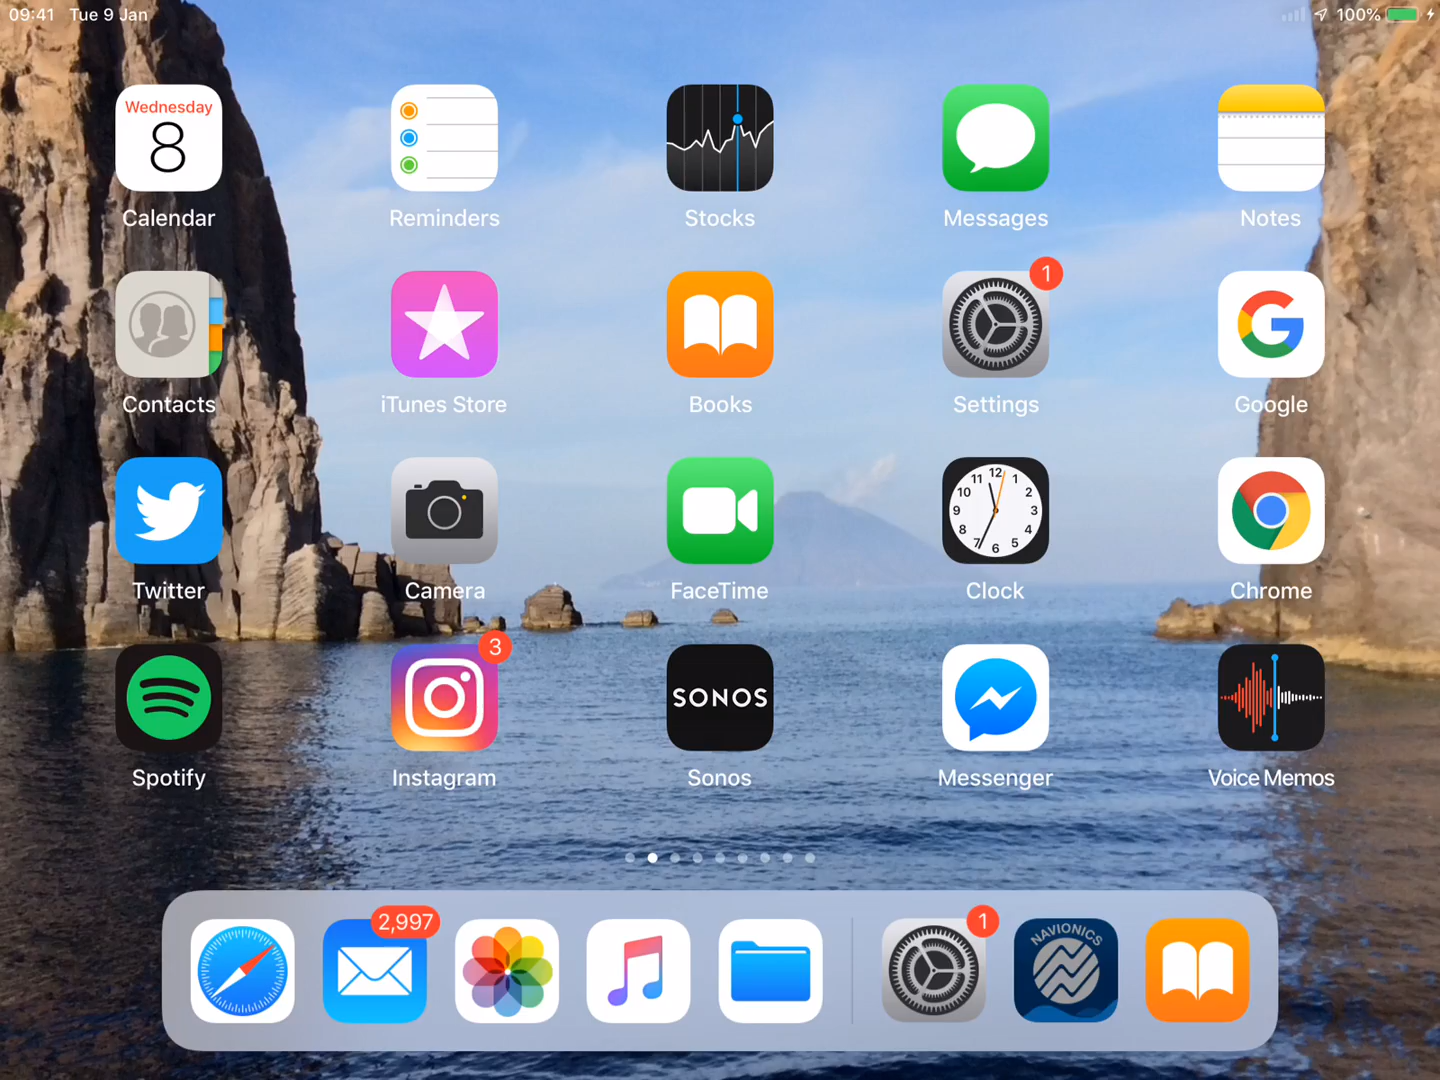 09:41 Tue 9 Jan
100%
Wednesday
8
Calendar
Reminders
Stocks
Messages
Notes
Contacts
iTunes Store
Books
1
Settings
G
Google
Twitter
Camera
FaceTime
12 1 2 3 4 5 6 7 8 9 10 11
Clock
Chrome
Spotify
3
Instagram
SONOS
Sonos
Messenger
Voice Memos
2,997
1
NAVIONICS